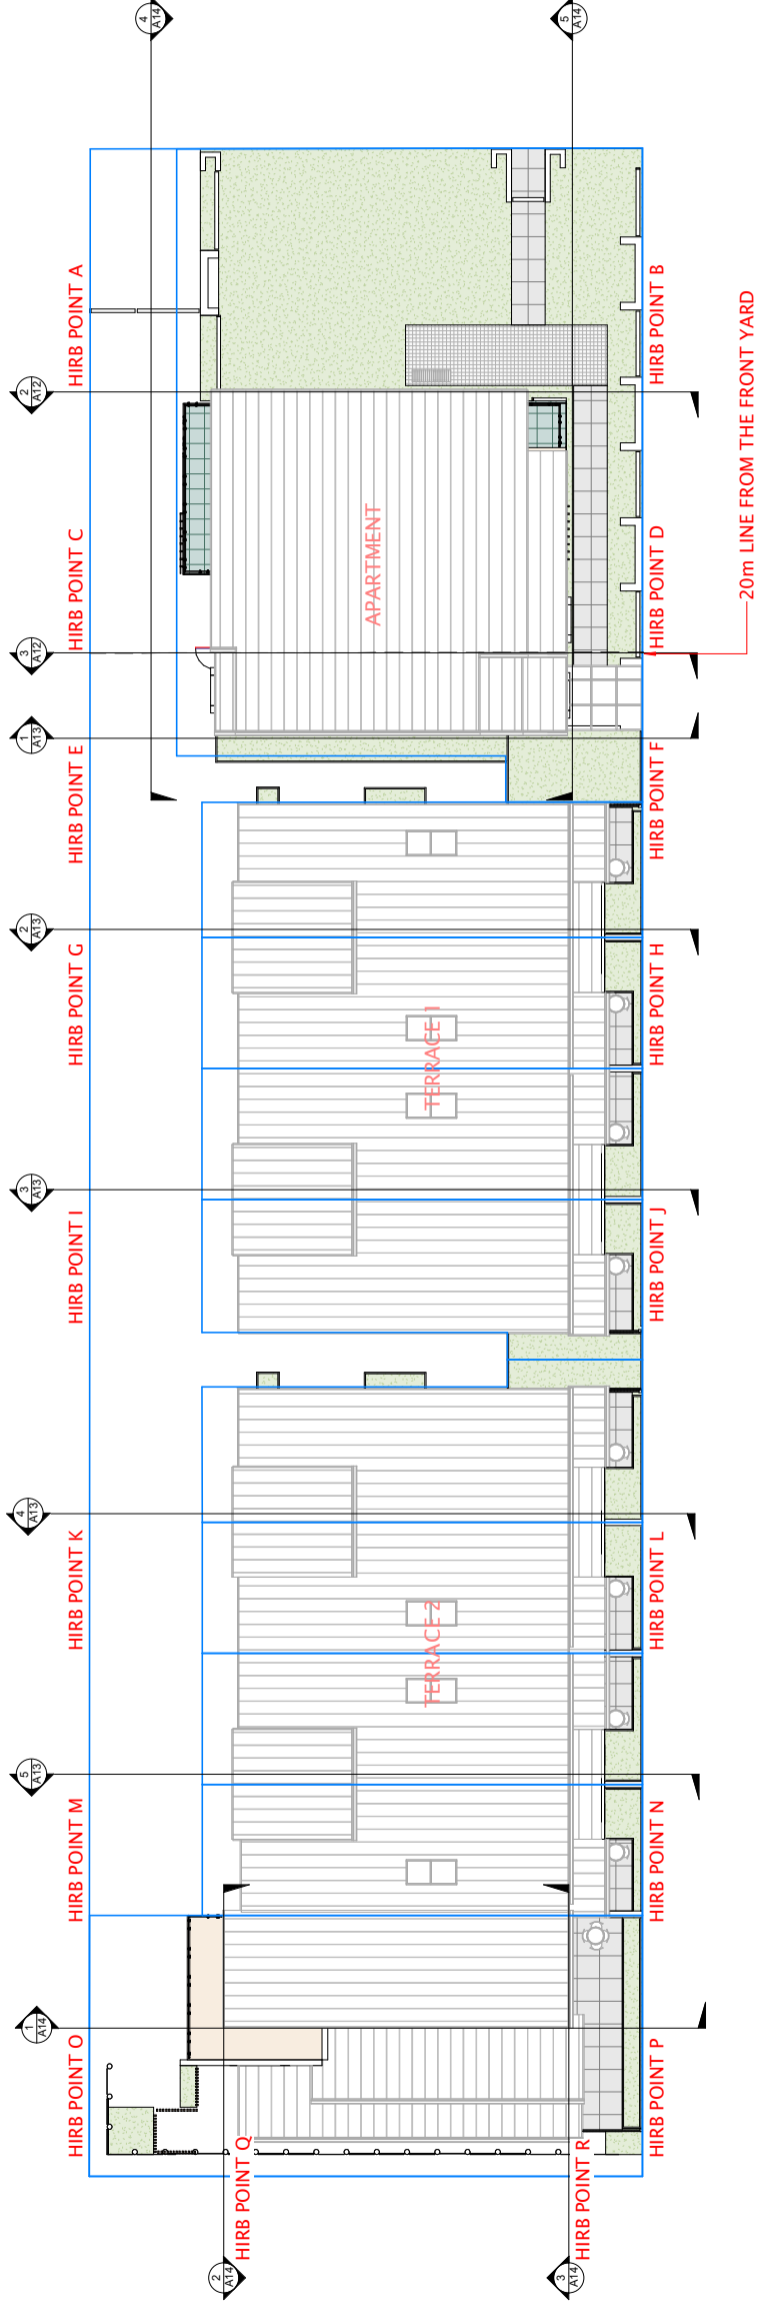 4
A14
5
A14
HIRB POINT A
HIRB POINT B
2
A12
20m LINE FROM THE FRONT YARD
APARTMENT
HIRB POINT C
HIRB POINT D
3
A12
1
A13
HIRB POINT E
HIRB POINT F
2
A13
HIRB POINT G
HIRB POINT H
TERRACE 1
3
A13
HIRB POINT I
HIRB POINT J
4
A13
HIRB POINT K
HIRB POINT L
TERRACE 2
5
A13
HIRB POINT M
HIRB POINT N
1
A14
HIRB POINT O
HIRB POINT P
HIRB POINT Q
HIRB POINT R
2
A14
3
A14